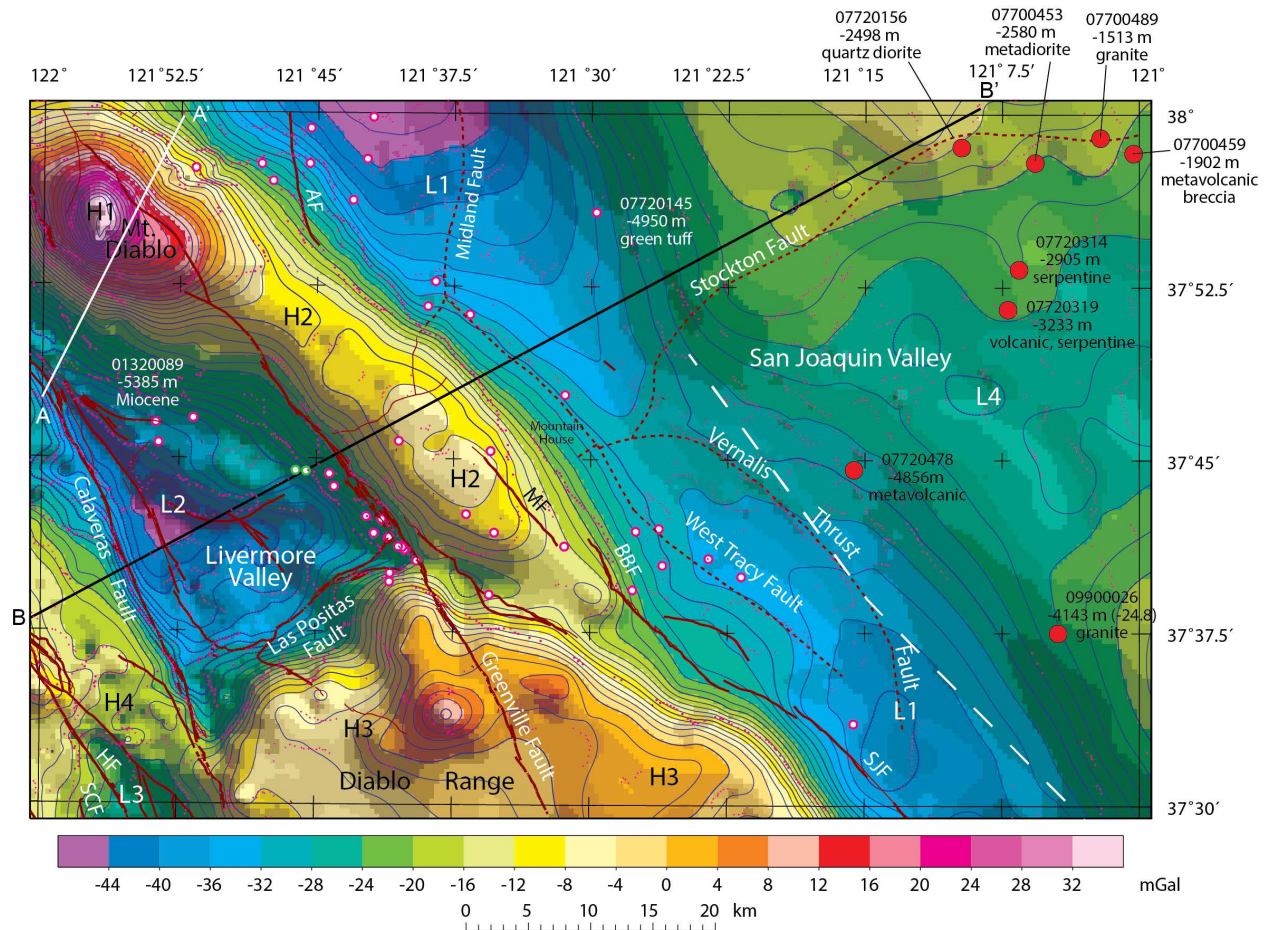 07720156
-2498 m
quartz diorite
07700453
-2580 m
metadiorite
07700489
-1513 m
granite
122˚
121˚ 52.5´
121˚ 45´
121˚ 37.5´
121˚ 30´
121˚ 22.5´
121˚ 15´
121˚ 7.5´
121˚
B’
A’
38˚
07700459
-1902 m
metavolcanic
breccia
AF
L1
Midland Fault
07720145
-4950 m
green tuff
H1
Mt.
Diablo
Stockton Fault
07720314
-2905 m
serpentine
37˚52.5´
H2
07720319
-3233 m
volcanic, serpentine
01320089
-5385 m
Miocene
San Joaquin Valley
L4
A
Mountain
House
Vernalis
37˚45´
07720478
-4856m
metavolcanic
H2
MF
Calaveras
Fault
L2
Thrust
Livermore
Valley
BBF
West Tracy Fault
B
Las Positas
Fault
09900026
-4143 m (-24.8)
granite
37˚37.5´
Greenville Fault
Fault
H4
L1
H3
HF
Diablo Range
H3
SJF
SCF
L3
37˚30´
-44 -40 -36 -32 -28 -24 -20 -16 -12 -8 -4 0 4 8 12 16 20 24 28 32 mGal
0 5 10 15 20 km